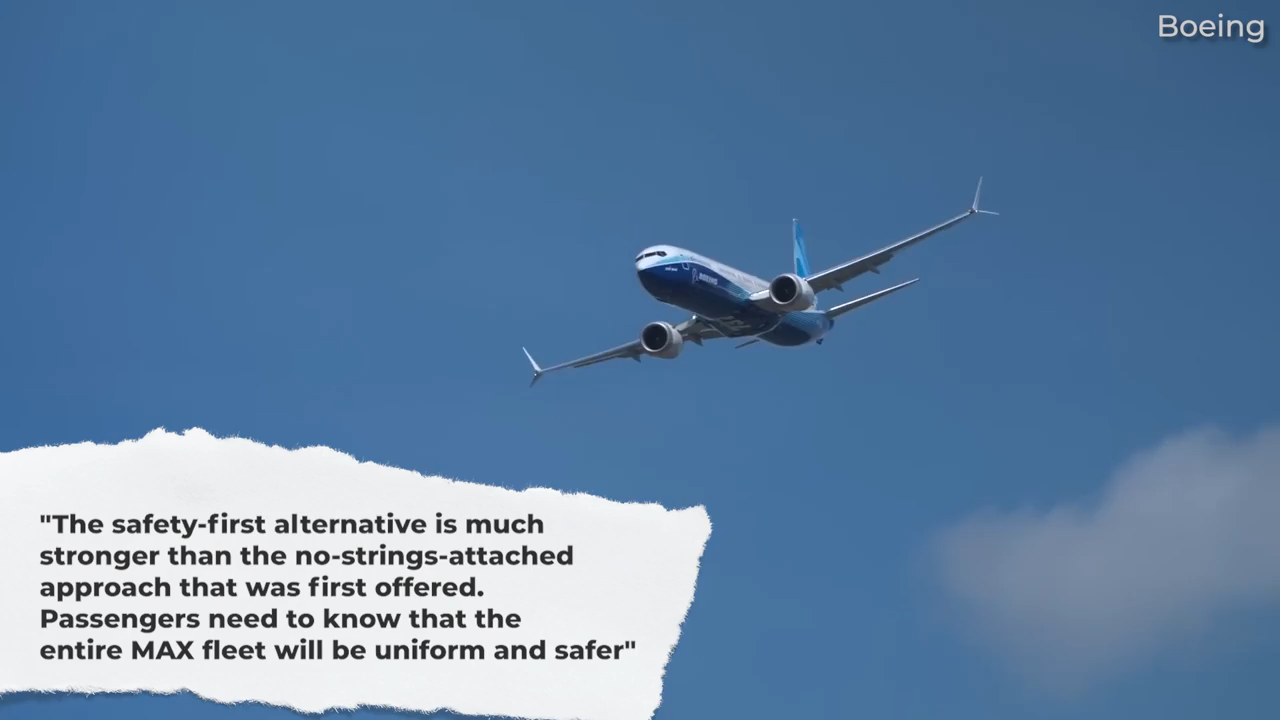 Boeing
BOEING
"The safety-first alternative is much
stronger than the no-strings-attached
approach that was first offered.
Passengers need to know that the
entire MAX fleet will be uniform and safer"